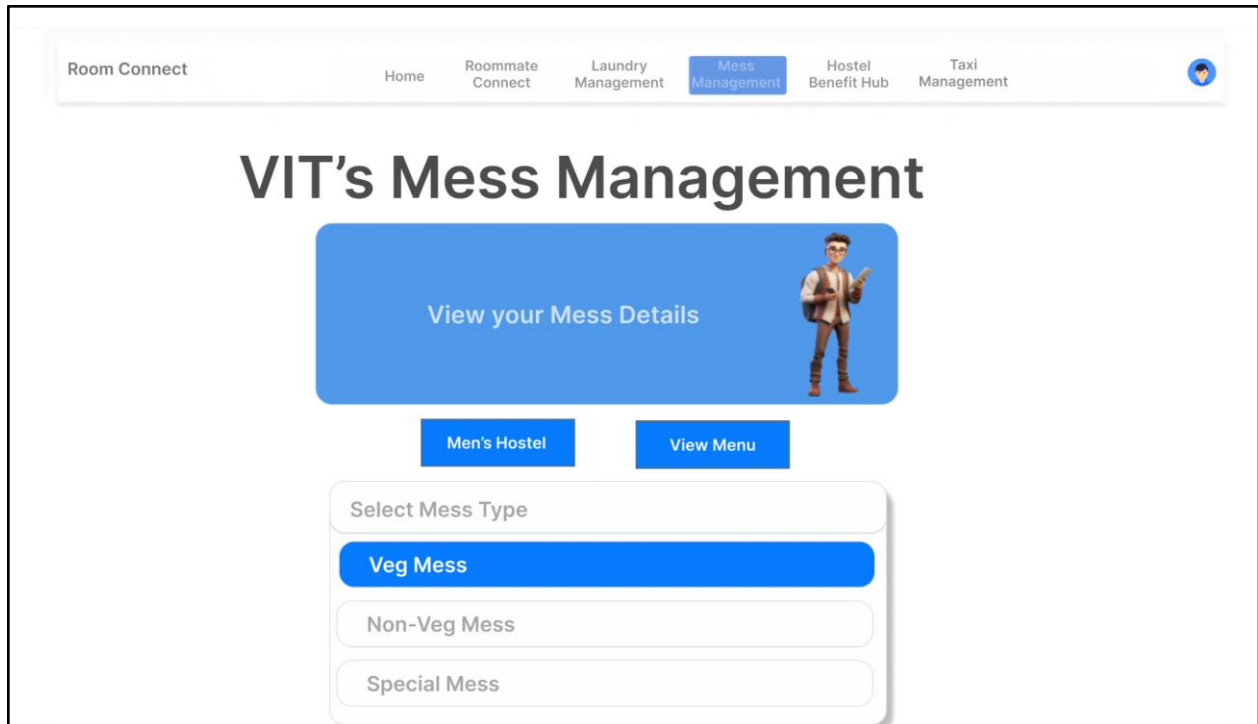 Room Connect
Home
Roommate
Connect
Laundry
Management
Mess
Management
Hostel
Benefit Hub
Taxi
Management
VIT’s Mess Management
View your Mess Details
Men’s Hostel
View Menu
Select Mess Type
Veg Mess
Non-Veg Mess
Special Mess